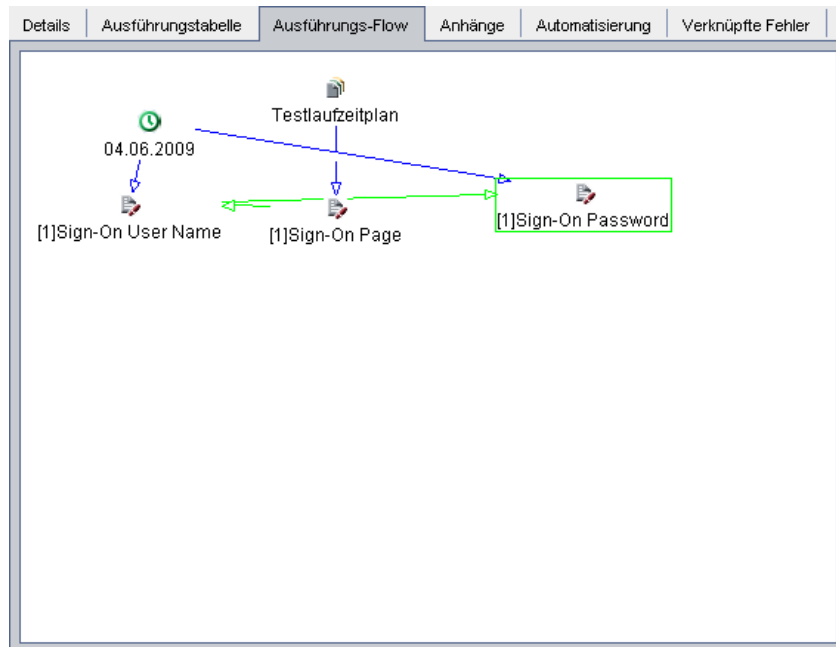 Details
Ausführungstabelle
Ausführungs-Flow
Anhänge
Automatisierung
Verknüpfte Fehler
Testlaufzeitplan
04.06.2009
[1]Sign-On User Name
[1]Sign-On Page
[1]Sign-On Password